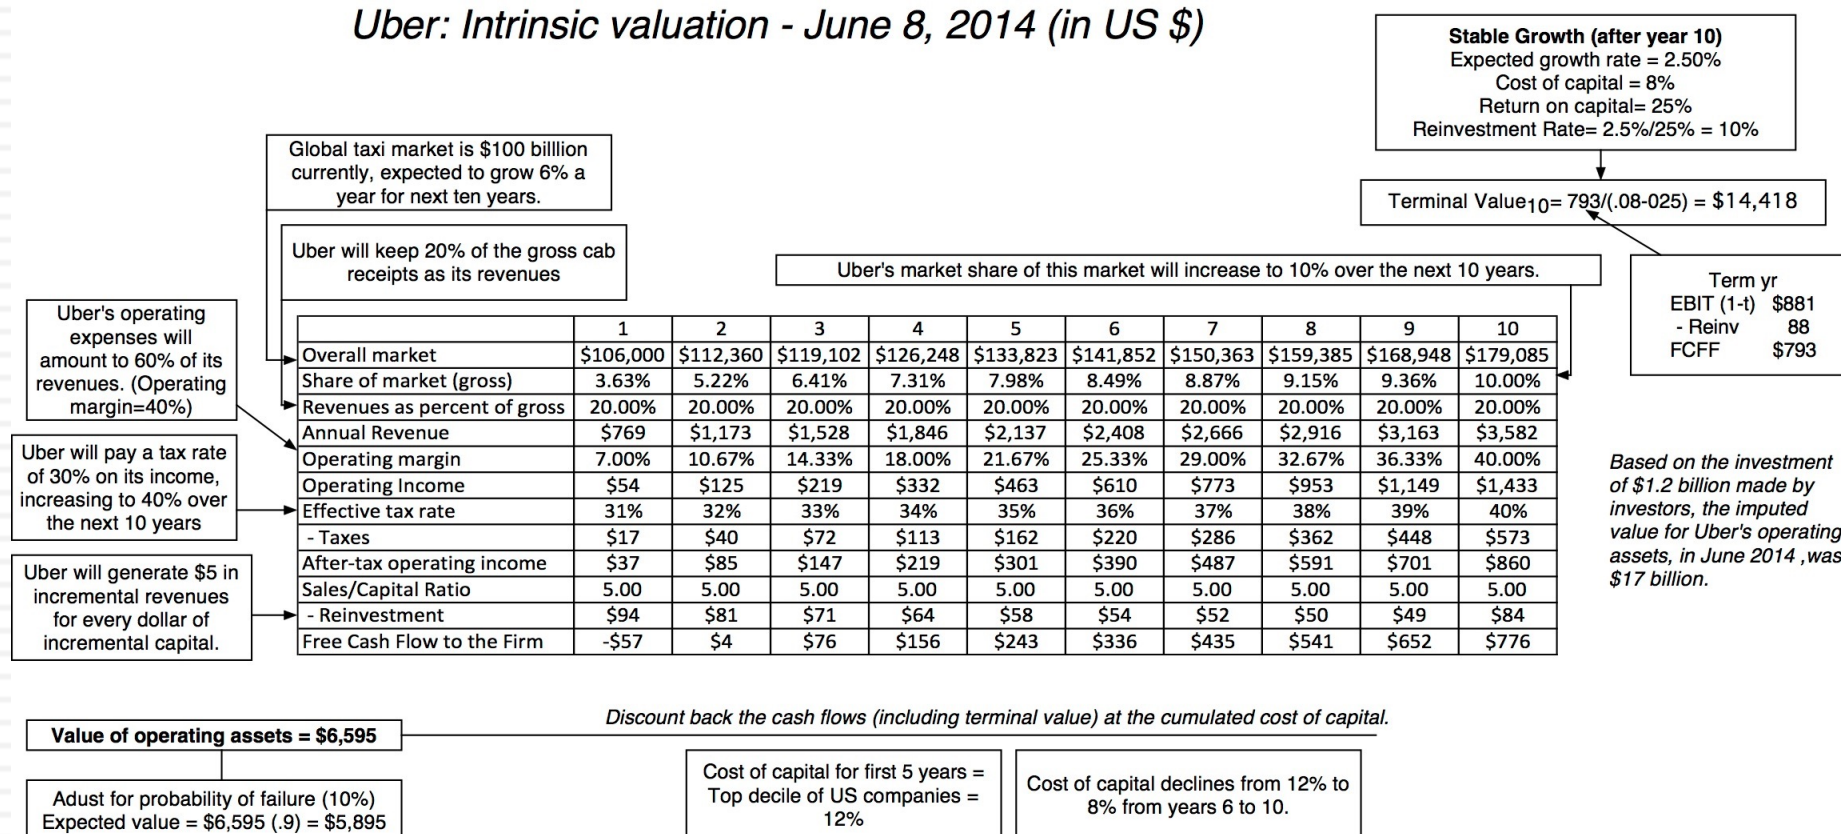 Uber: Intrinsic valuation - June 8, 2014 (in US $)
Stable Growth (after year 10)
Expected growth rate = 2.50%
Cost of capital = 8%
Return on capital= 25%
Reinvestment Rate= 2.5%/25% = 10%
Terminal Value10= 793/(.08-025) = $14,418
Global taxi market is $100 billlion
currently, expected to grow 6% a
year for next ten years.
Uber will keep 20% of the gross cab
receipts as its revenues
Uber's market share of this market will increase to 10% over the next 10 years.
Term yr
EBIT (1-t) $881
- Reinv 88
FCFF $793
Uber's operating
expenses will
amount to 60% of its
revenues. (Operating
margin=40%)
Uber will pay a tax rate
of 30% on its income,
increasing to 40% over
the next 10 years
Uber will generate $5 in
incremental revenues
for every dollar of
incremental capital.
1 2 3 4 5 6 7 8 9 10
Overall market $106,000 $112,360 $119,102 $126,248 $133,823 $141,852 $150,363 $159,385 $168,948 $179,085
Share of market (gross) 3.63% 5.22% 6.41% 7.31% 7.98% 8.49% 8.87% 9.15% 9.36% 10.00%
Revenues as percent of gross 20.00% 20.00% 20.00% 20.00% 20.00% 20.00% 20.00% 20.00% 20.00% 20.00%
Annual Revenue $769 $1,173 $1,528 $1,846 $2,137 $2,408 $2,666 $2,916 $3,163 $3,582
Operating margin 7.00% 10.67% 14.33% 18.00% 21.67% 25.33% 29.00% 32.67% 36.33% 40.00%
Operating Income $54 $125 $219 $332 $463 $610 $773 $953 $1,149 $1,433
Effective tax rate 31% 32% 33% 34% 35% 36% 37% 38% 39% 40%
- Taxes $17 $40 $72 $113 $162 $220 $286 $362 $448 $573
After-tax operating income $37 $85 $147 $219 $301 $390 $487 $591 $701 $860
Sales/Capital Ratio 5.00 5.00 5.00 5.00 5.00 5.00 5.00 5.00 5.00 5.00
- Reinvestment $94 $81 $71 $64 $58 $54 $52 $50 $49 $84
Free Cash Flow to the Firm -$57 $4 $76 $156 $243 $336 $435 $541 $652 $776
Based on the investment
of $1.2 billion made by
investors, the imputed
value for Uber's operating
assets, in June 2014 ,was
$17 billion.
Discount back the cash flows (including terminal value) at the cumulated cost of capital.
Value of operating assets = $6,595
Adust for probability of failure (10%)
Expected value = $6,595 (.9) = $5,895
Cost of capital for first 5 years =
Top decile of US companies =
12%
Cost of capital declines from 12% to
8% from years 6 to 10.